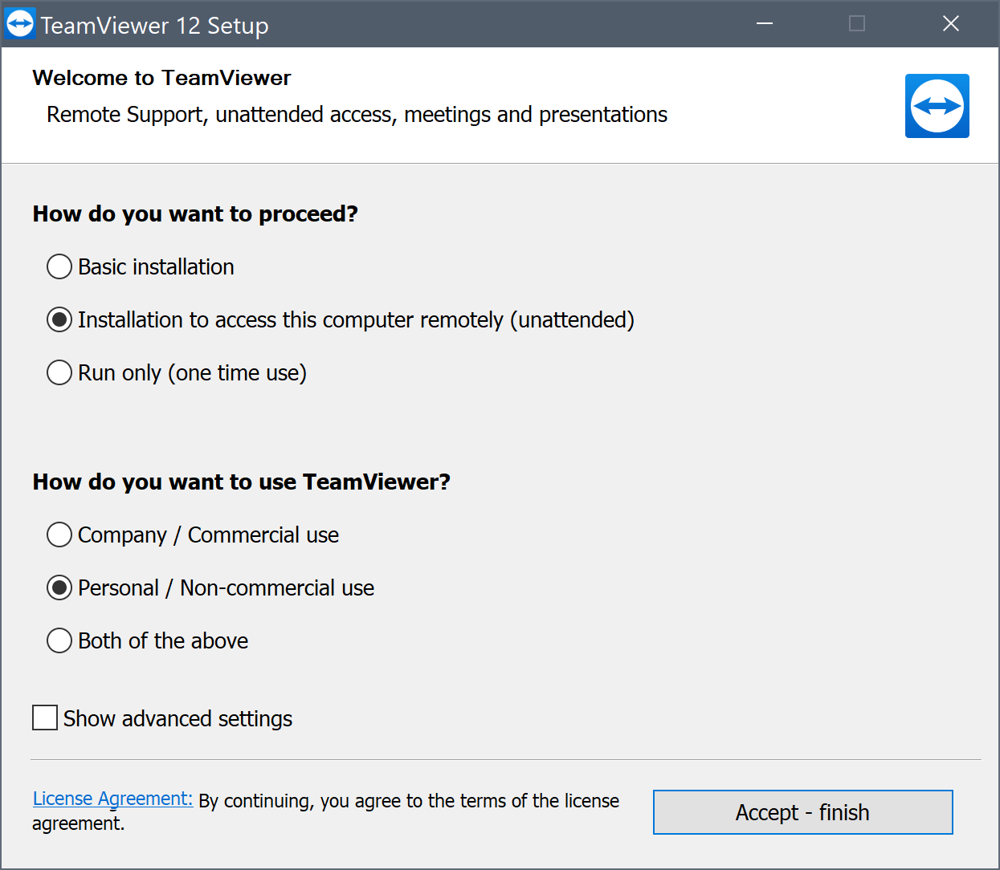 TeamViewer 12 Setup
Welcome to TeamViewer
Remote Support, unattended access, meetings and presentations
How do you want to proceed?
Basic installation
Installation to access this computer remotely (unattended)
Run only (one time use)
How do you want to use TeamViewer?
Company / Commercial use
Personal / Non-commercial use
Both of the above
Show advanced settings
License Agreement: By continuing, you agree to the terms of the license
agreement.
Accept - finish